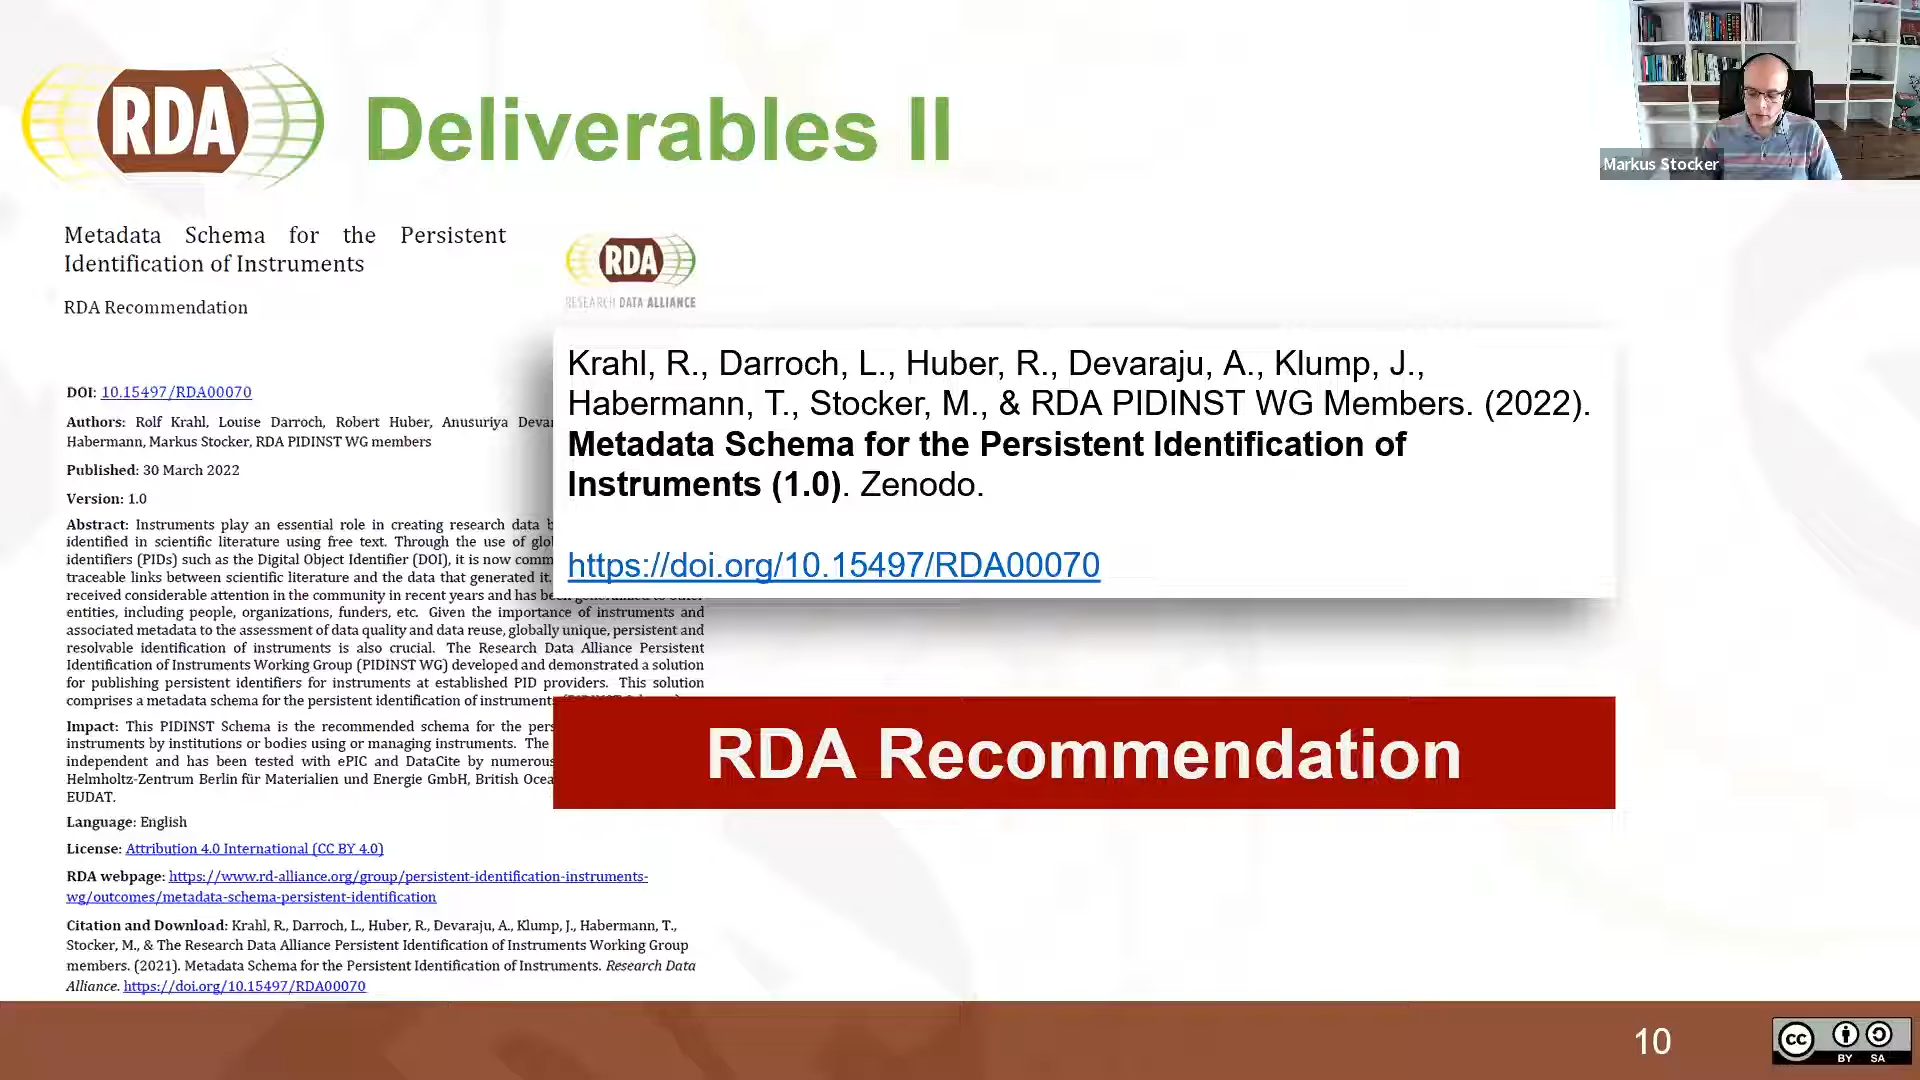 RDA
Deliverables II
Markus Stocker
Metadata Schema for the Persistent
Identification of Instruments
RDA Recommendation
RDA
RESEARCH DATA ALLIANCE
Krahl, R., Darroch, L., Huber, R., Devaraju, A., Klump, J.,
Habermann, T., Stocker, M., & RDA PIDINST WG Members. (2022).
Metadata Schema for the Persistent Identification of
Instruments (1.0). Zenodo.
https://doi.org/10.15497/RDA00070
RDA Recommendation
DOI: 10.15497/RDA00070
Authors: Rolf Krahl, Louise Darroch, Robert Huber, Anusuriya
Habermann, Markus Stocker, RDA PIDINST WG members
Published: 30 March 2022
Version: 1.0
Abstract: Instruments play an essential role in creating research data
identified in scientific literature using free text. Through the use of
identifiers (PIDs) such as the Digital Object Identifier (DOI), it is now
traceable links between scientific literature and the data that generated it.
received considerable attention in the community in recent years and has
entities, including people, organizations, funders, etc. Given the importance of instruments and
associated metadata to the assessment of data quality and data reuse, globally unique, persistent and
resolvable identification of instruments is also crucial. The Research Data Alliance Persistent
Identification of Instruments Working Group (PIDINST WG) developed and demonstrated a solution
for publishing persistent identifiers for instruments at established PID providers. This solution
comprises a metadata schema for the persistent identification of instruments
Impact: This PIDINST Schema is the recommended schema for the
instruments by institutions or bodies using or managing instruments. The
independent and has been tested with ePIC and DataCite by
Helmholtz-Zentrum Berlin für Materialien und Energie GmbH, British
EUDAT.
Language: English
License: Attribution 4.0 International (CC BY 4.0)
RDA webpage: https://www.rd-alliance.org/group/persistent-identification-instruments-
wg/outcomes/metadata-schema-persistent-identification
Citation and Download: Krahl, R., Darroch, L., Huber, R., Devaraju, A., Klump, J., Habermann, T.,
Stocker, M., & The Research Data Alliance Persistent Identification of Instruments Working Group
members. (2021). Metadata Schema for the Persistent Identification of Instruments. Research Data
Alliance. https://doi.org/10.15497/RDA00070
10
cc
BY SA